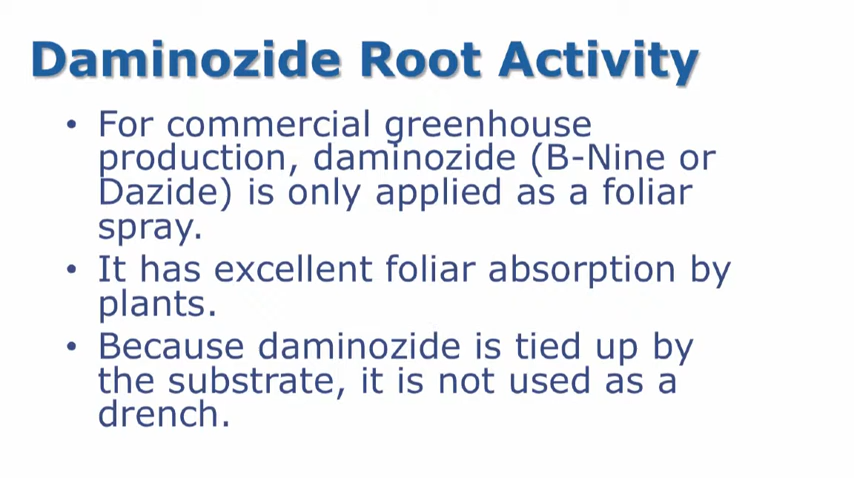 Daminozide Root Activity
• For commercial greenhouse
production, daminozide (B-Nine or
Dazide) is only applied as a foliar
spray.
• It has excellent foliar absorption by
plants.
• Because daminozide is tied up by
the substrate, it is not used as a
drench.